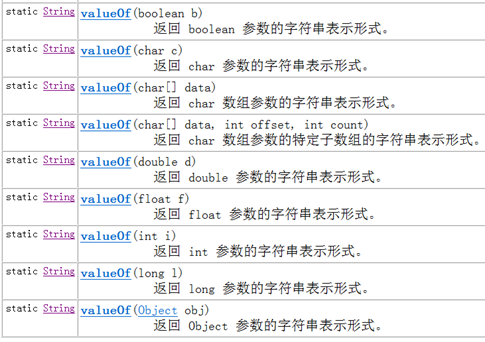 static String valueOf(boolean b)
返回 boolean 参数的字符串表示形式。
static String valueOf(char c)
返回 char 参数的字符串表示形式。
static String valueOf(char[] data)
返回 char 数组参数的字符串表示形式。
static String valueOf(char[] data, int offset, int count)
返回 char 数组参数的特定子数组的字符串表示形式。
static String valueOf(double d)
返回 double 参数的字符串表示形式。
static String valueOf(float f)
返回 float 参数的字符串表示形式。
static String valueOf(int i)
返回 int 参数的字符串表示形式。
static String valueOf(long l)
返回 long 参数的字符串表示形式。
static String valueOf(Object obj)
返回 Object 参数的字符串表示形式。